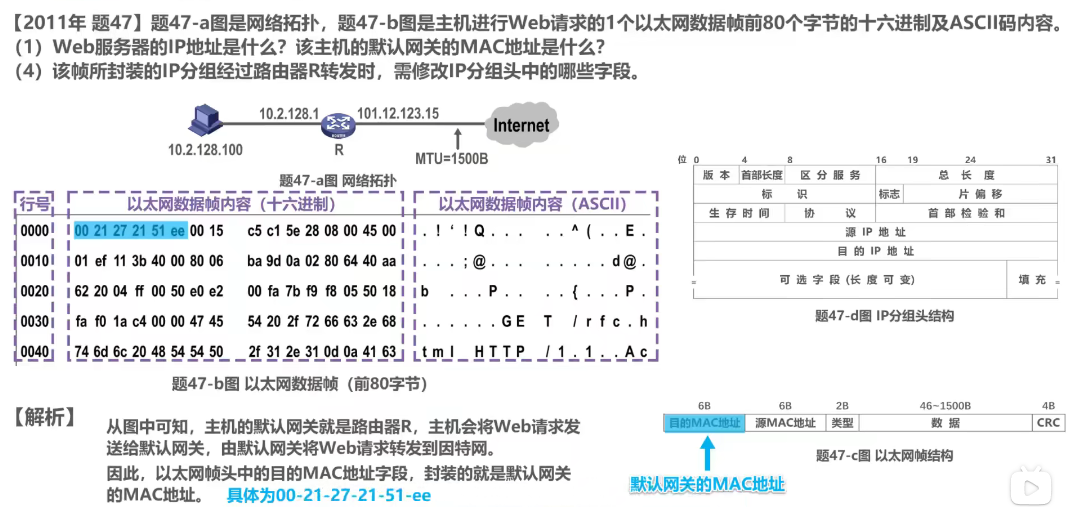 【2011年 题47】题47-a图是网络拓扑，题47-b图是主机进行Web请求的1个以太网数据帧前80个字节的十六进制及ASCII码内容。
（1）Web服务器的IP地址是什么？该主机的默认网关的MAC地址是什么？
（4）该帧所封装的IP分组经过路由器R转发时，需修改IP分组头中的哪些字段。
10.2.128.1 101.12.123.15
Internet
10.2.128.100 R MTU=1500B
题47-a图 网络拓扑
行号 以太网数据帧内容（十六进制） 以太网数据帧内容（ASCII）
0000 00 21 27 21 51 ee 00 15 c5 c1 5e 28 08 00 45 00 . ! ‘ ! Q . . . . . ^ ( . . E .
0010 01 ef 11 3b 40 00 80 06 ba 9d 0a 02 80 64 40 aa . . . ; @ . . . . . . . . d @ .
0020 62 20 04 ff 00 50 e0 e2 00 fa 7b f9 f8 05 50 18 b . . . P . . . . { . . . P .
0030 fa f0 1a c4 00 00 47 45 54 20 2f 72 66 63 2e 68 . . . . . . G E T / r f c . h
0040 74 6d 6c 20 48 54 54 50 2f 31 2e 31 0d 0a 41 63 t m l H T T P / 1 . 1 . . A c
题47-b图 以太网数据帧（前80字节）
位 0 4 8 16 19 24 31
版本 首部长度 区分服务 总长度
标识 标志 片偏移
生存时间 协议 首部检验和
源IP地址
目的IP地址
可选字段(长度可变) 填充
题47-d图 IP分组头结构
【解析】
从图中可知，主机的默认网关就是路由器R，主机会将Web请求发
送给默认网关，由默认网关将Web请求转发到因特网。
因此，以太网帧头中的目的MAC地址字段，封装的就是默认网关
的MAC地址。 具体为00-21-27-21-51-ee
6B 6B 2B 46~1500B 4B
目的MAC地址 源MAC地址 类型 数据 CRC
题47-c图 以太网帧结构
默认网关的MAC地址